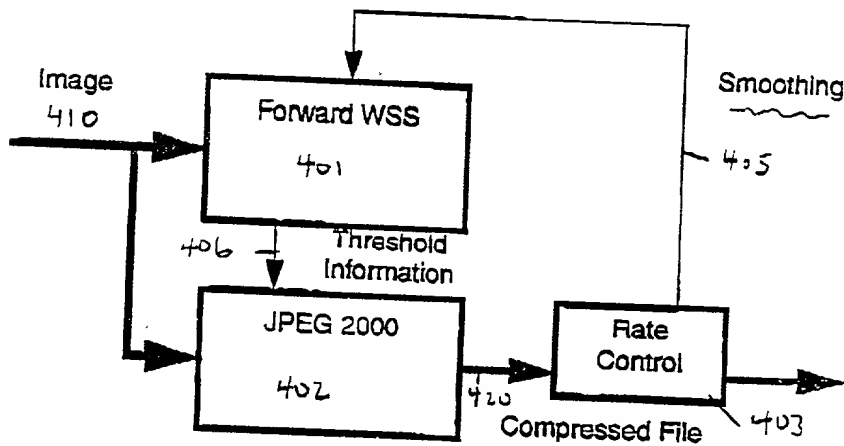 Image
410
Forward WSS
401
Smoothing
405
406
Threshold
Information
JPEG 2000
402
420
Rate
Control
403
Compressed File